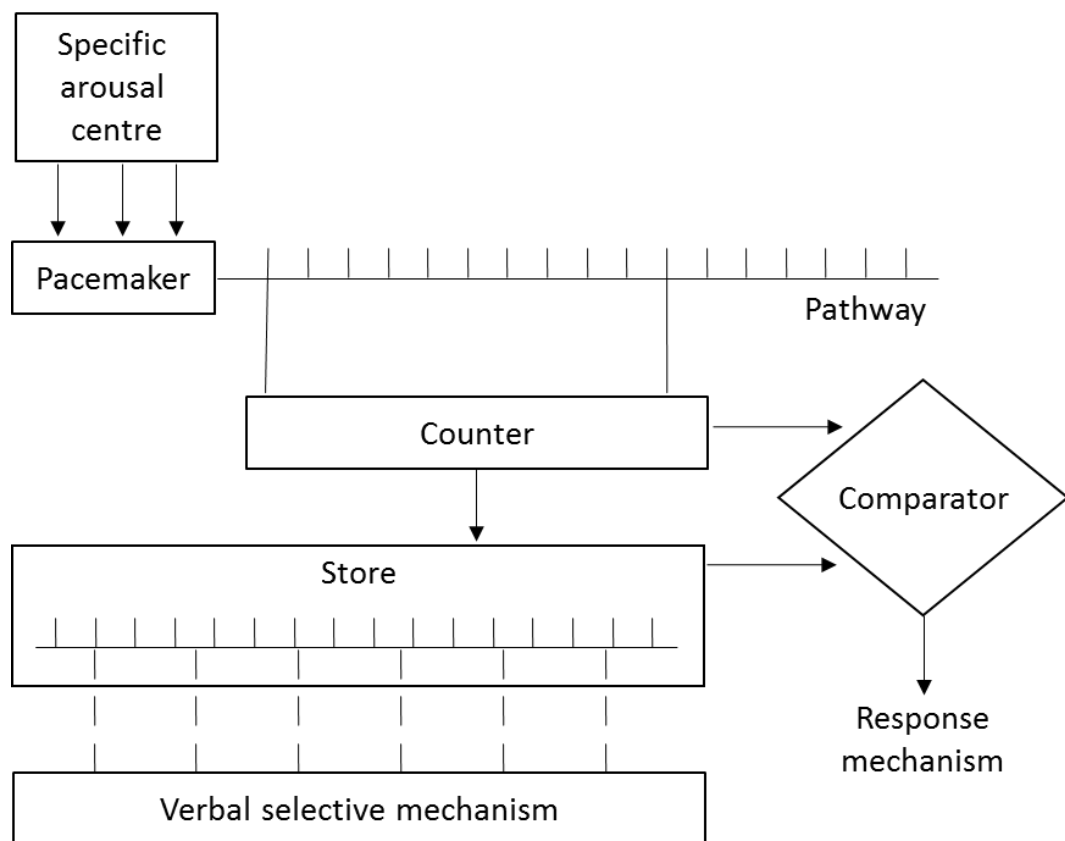 Specific
arousal
centre
Pacemaker
Pathway
Counter
Comparator
Store
Response
mechanism
Verbal selective mechanism